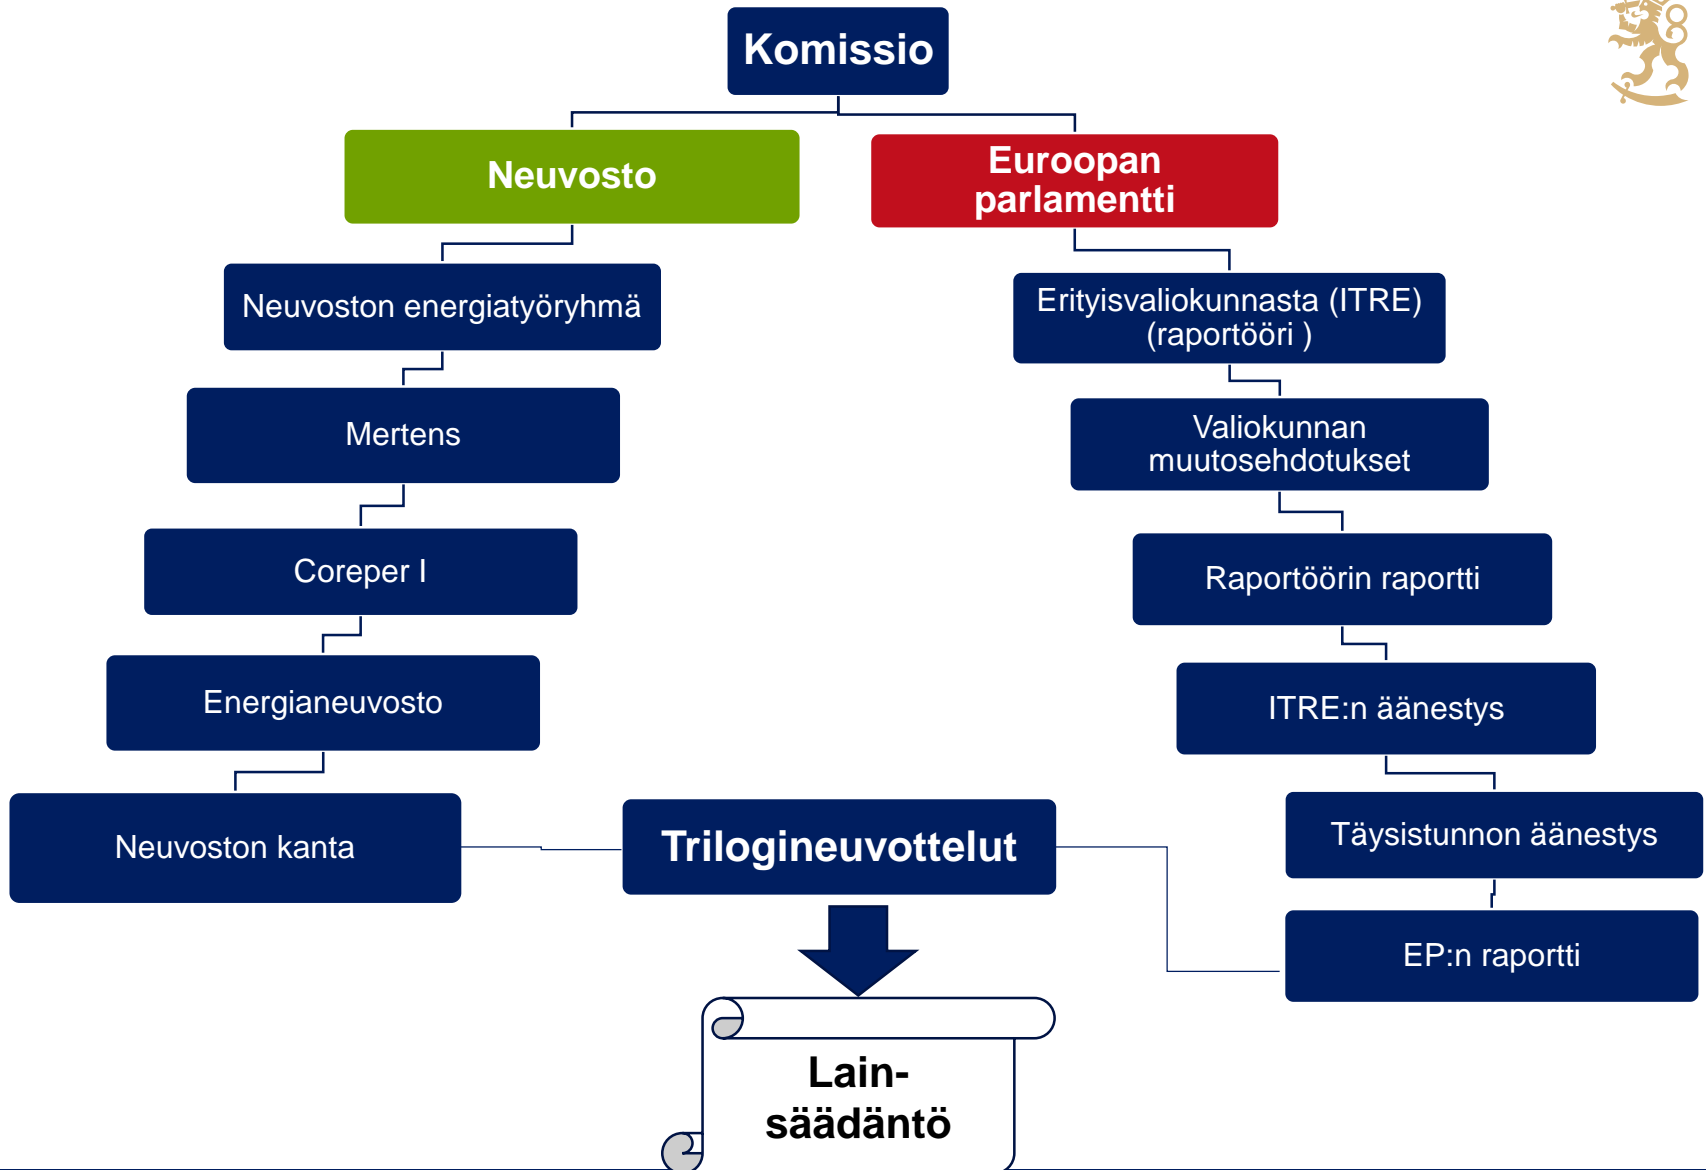 Komissio
Neuvosto
Euroopan
parlamentti
Neuvoston energiatyöryhmä
Erityisvaliokunnasta (ITRE)
(raportööri )
Mertens
Valiokunnan
muutosehdotukset
Coreper I
Raportöörin raportti
Energianeuvosto
ITRE:n äänestys
Neuvoston kanta
Trilogineuvottelut
Täysistunnon äänestys
EP:n raportti
Lain-
säädäntö